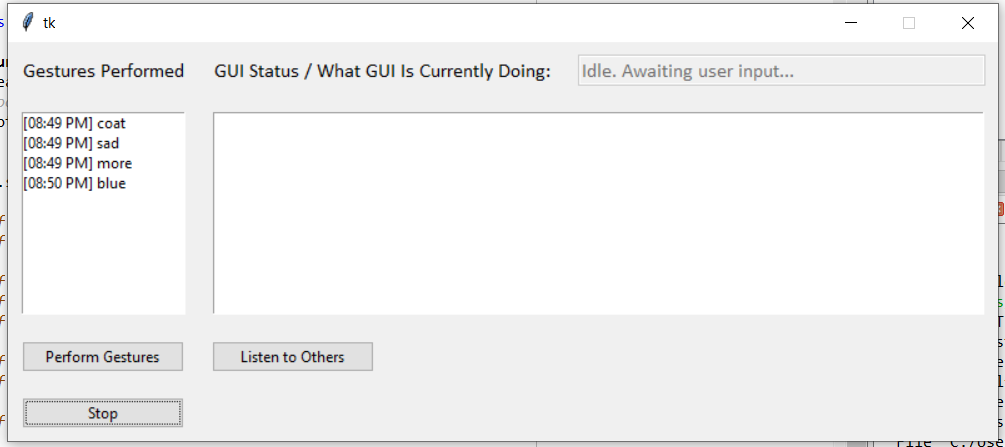 tk
Gestures Performed
GUI Status / What GUI Is Currently Doing:
Idle. Awaiting user input...
[08:49 PM] coat
[08:49 PM] sad
[08:49 PM] more
[08:50 PM] blue
Perform Gestures
Listen to Others
Stop